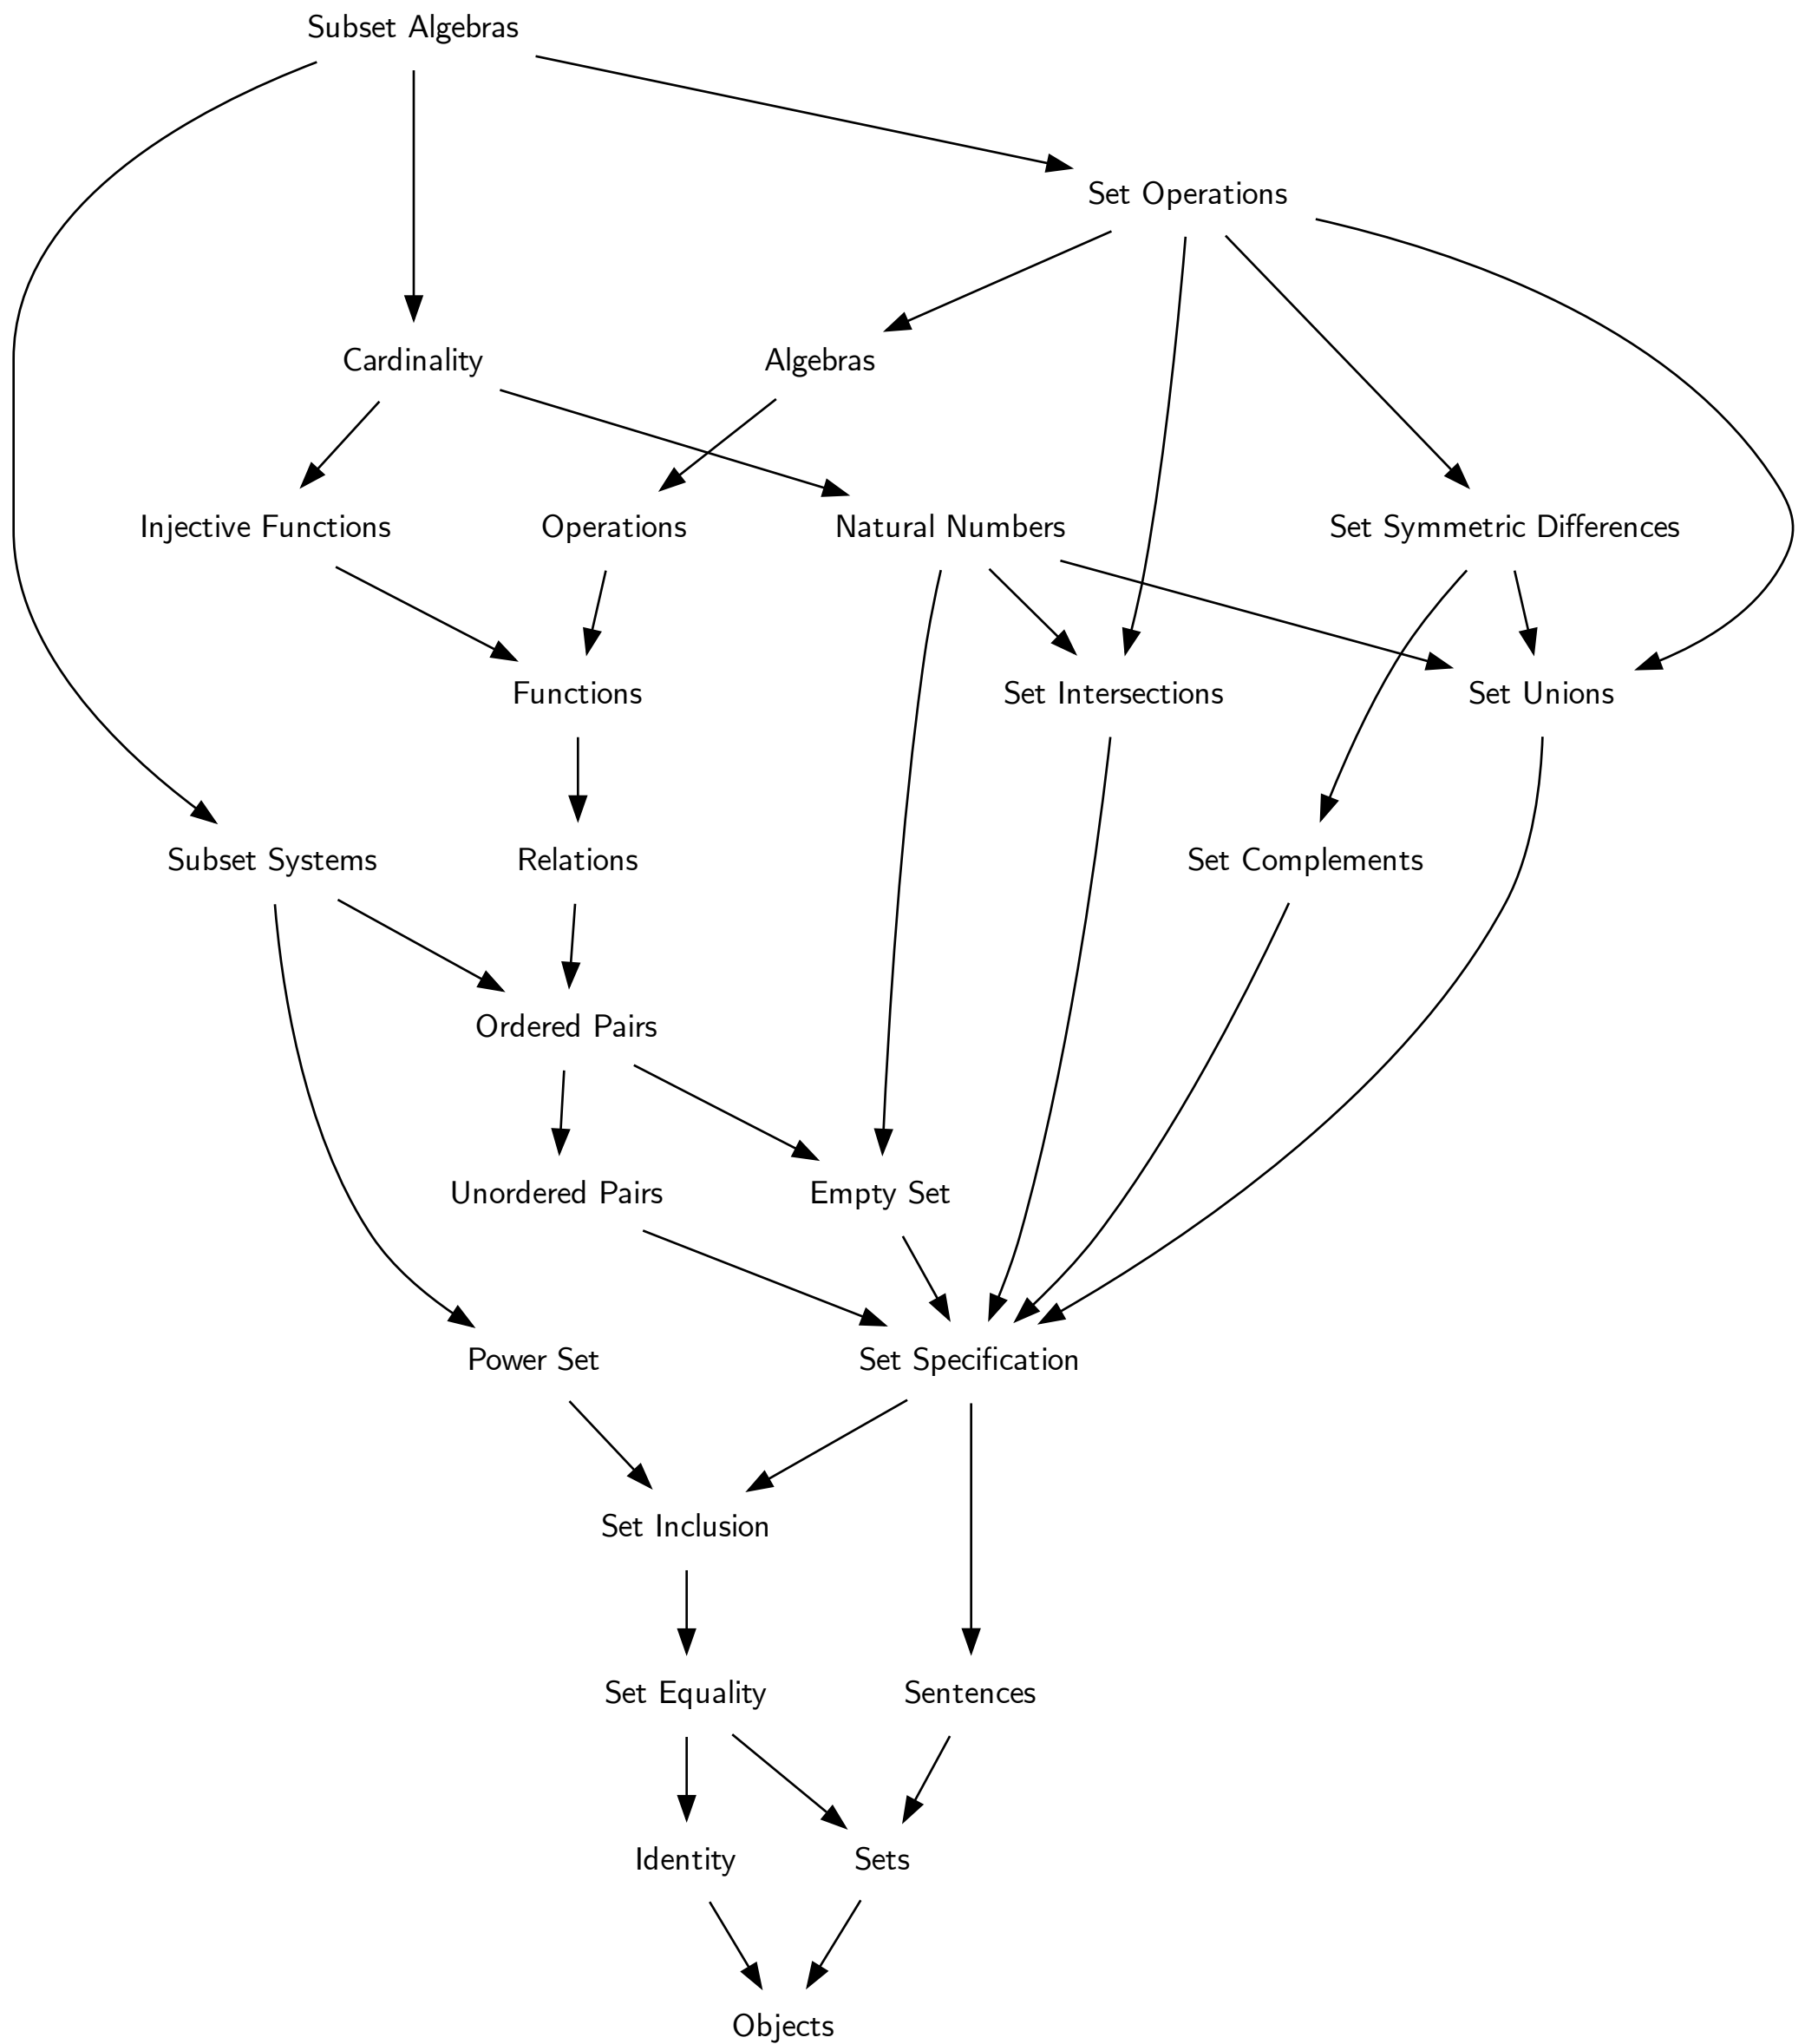 Subset Algebras
Set Operations
Cardinality
Algebras
Injective Functions
Operations
Natural Numbers
Set Symmetric Differences
Functions
Set Intersections
Set Unions
Subset Systems
Relations
Set Complements
Ordered Pairs
Unordered Pairs
Empty Set
Power Set
Set Specification
Set Inclusion
Set Equality
Sentences
Identity
Sets
Objects